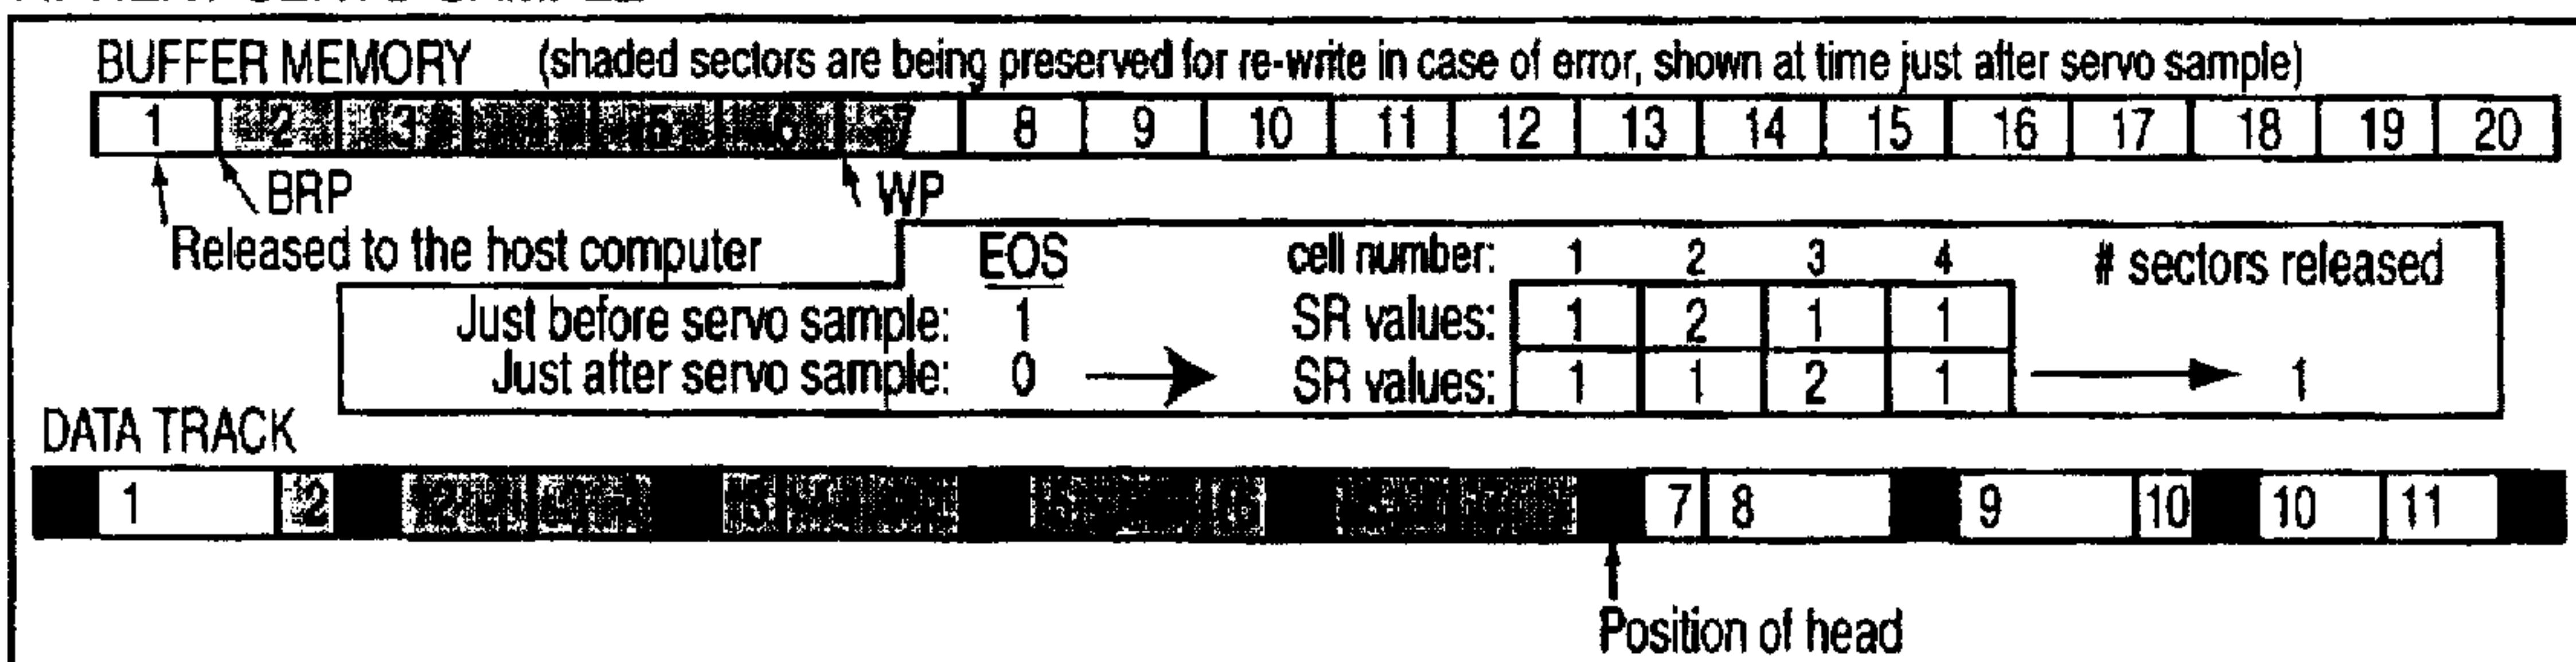 BUFFER MEMORY (shaded sectors are being preserved for re-write in case of error, shown at time just after servo sample)
1 2 3 4 5 6 7 8 9 10 11 12 13 14 15 16 17 18 19 20
BRP WP
Released to the host computer EOS cell number: 1 2 3 4 # sectors released
Just before servo sample: 1 SR values: 1 2 1 1
Just after servo sample: 0 SR values: 1 1 2 1 1
DATA TRACK
1 2 2 7 8 9 10 10 11
Position of head